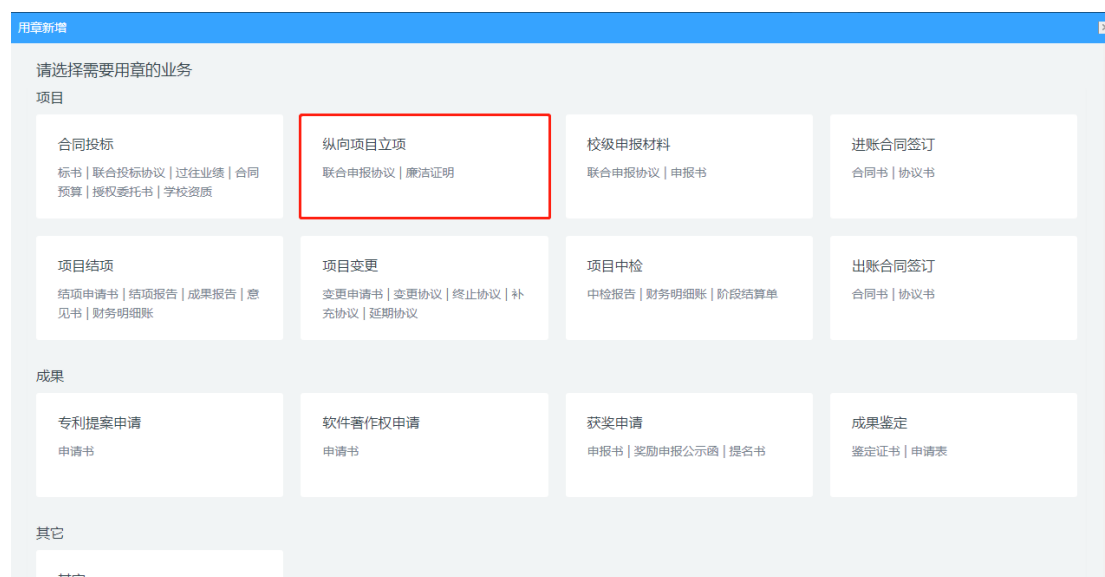 用章新增
请选择需要用章的业务
项目
合同投标
标书 | 联合投标协议 | 过往业绩 | 合同
预算 | 授权委托书 | 学校资质
纵向项目立项
联合申报协议 | 廉洁证明
校级申报材料
联合申报协议 | 申报书
进账合同签订
合同书 | 协议书
项目结项
结项申请书 | 结项报告 | 成果报告 | 意
见书 | 财务明细账
项目变更
变更申请书 | 变更协议 | 终止协议 | 补
充协议 | 延期协议
项目中检
中检报告 | 财务明细账 | 阶段结算单
出账合同签订
合同书 | 协议书
成果
专利提案申请
申请书
软件著作权申请
申请书
获奖申请
申报书 | 奖励申报公示函 | 提名书
成果鉴定
鉴定证书 | 申请表
其它